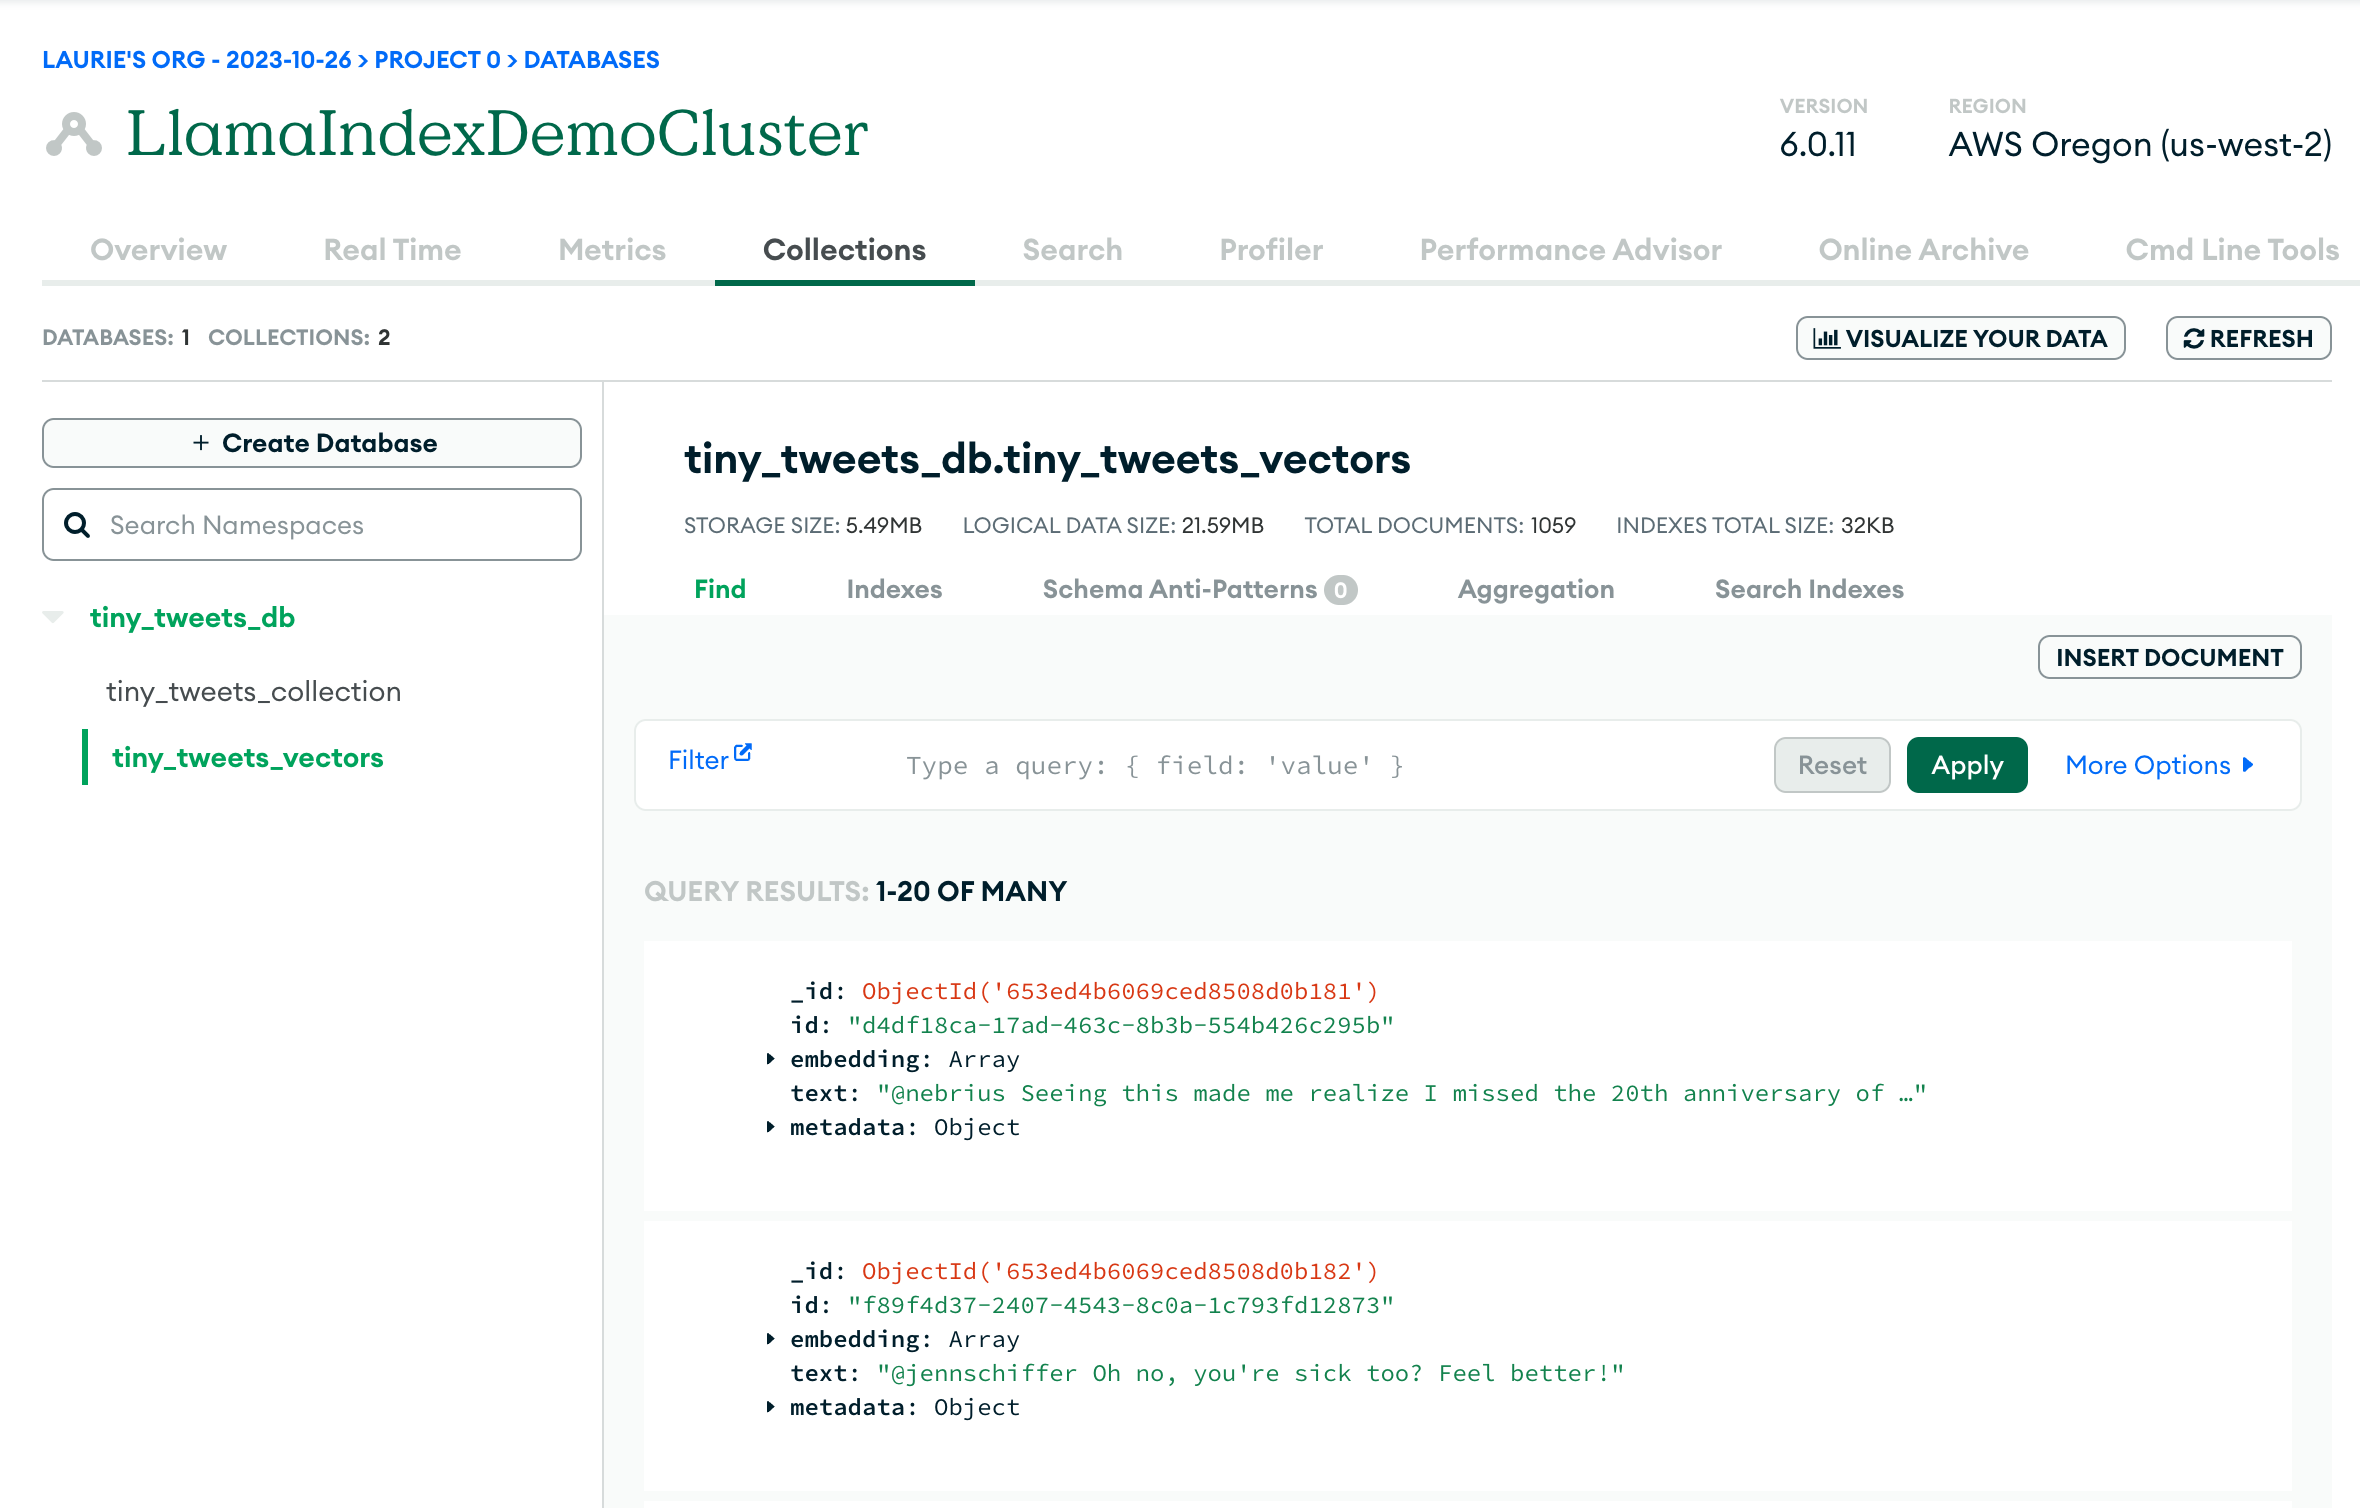 LAURIE'S ORG - 2023-10-26 > PROJECT 0 > DATABASES
LlamaIndexDemoCluster
VERSION
6.0.11
REGION
AWS Oregon (us-west-2)
Overview Real Time Metrics Collections Search Profiler Performance Advisor Online Archive Cmd Line Tools
DATABASES: 1 COLLECTIONS: 2
VISUALIZE YOUR DATA
REFRESH
+ Create Database
Search Namespaces
tiny_tweets_db
tiny_tweets_collection
tiny_tweets_vectors
tiny_tweets_db.tiny_tweets_vectors
STORAGE SIZE: 5.49MB LOGICAL DATA SIZE: 21.59MB TOTAL DOCUMENTS: 1059 INDEXES TOTAL SIZE: 32KB
Find Indexes Schema Anti-Patterns 0 Aggregation Search Indexes
INSERT DOCUMENT
Filter Type a query: { field: 'value' } Reset Apply More Options
QUERY RESULTS: 1-20 OF MANY
_id: ObjectId('653ed4b6069ced8508d0b181')
id: "d4df18ca-17ad-463c-8b3b-554b426c295b"
embedding: Array
text: "@nebrius Seeing this made me realize I missed the 20th anniversary of …"
metadata: Object
_id: ObjectId('653ed4b6069ced8508d0b182')
id: "f89f4d37-2407-4543-8c0a-1c793fd12873"
embedding: Array
text: "@jennschiffer Oh no, you're sick too? Feel better!"
metadata: Object